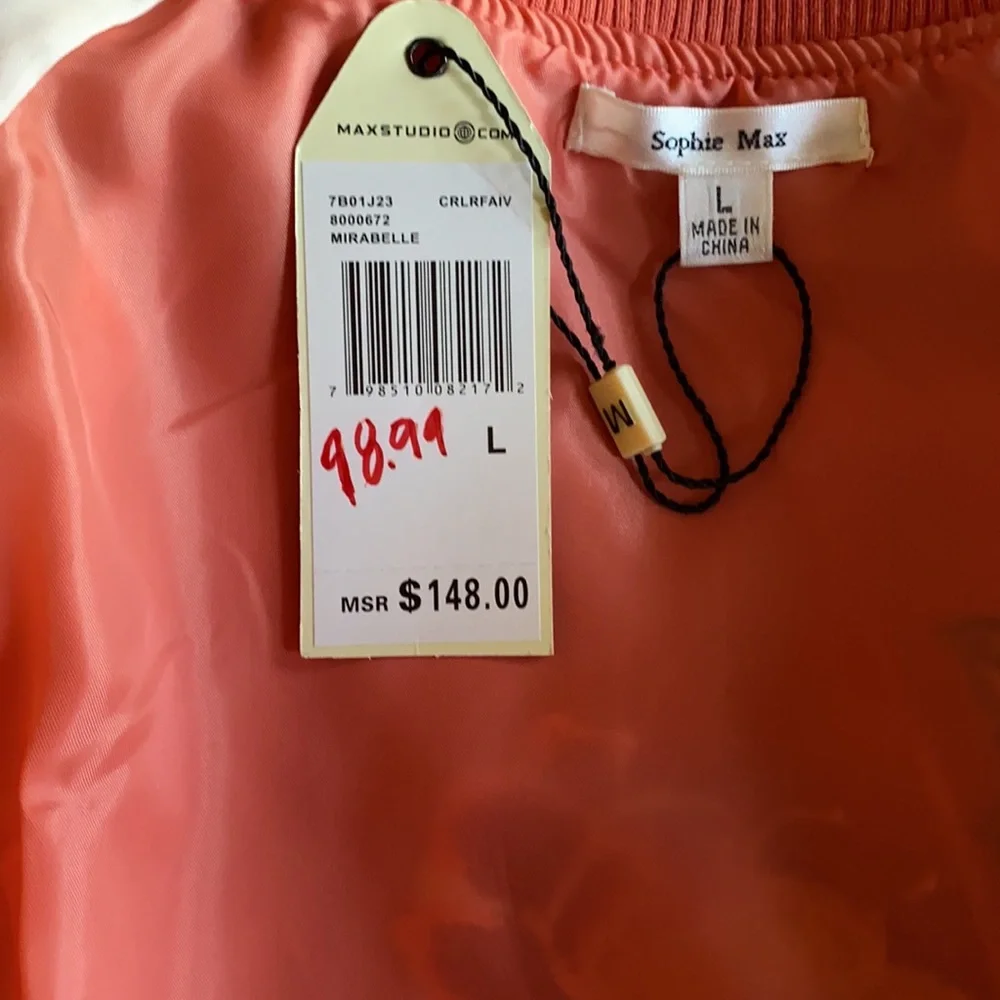 MAXSTUDIO COM
7B01J23 CRLRFAIV
8000672
MIRABELLE
7 98510 08217 2
98.99 L
MSR $148.00
Sophie Max
L
MADE IN
CHINA
M